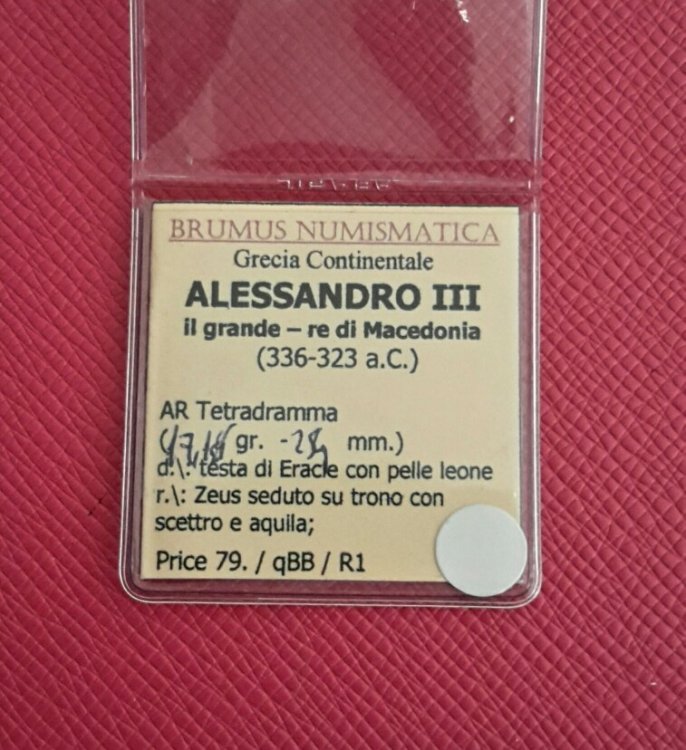 BRUMUS NUMISMATICA
Grecia Continentale
ALESSANDRO III
il grande – re di Macedonia
(336-323 a.C.)
AR Tetradramma
( gr. - mm.)
d.\: testa di Eracle con pelle leone
r.\: Zeus seduto su trono con
scettro e aquila;
Price 79. / qBB / R1